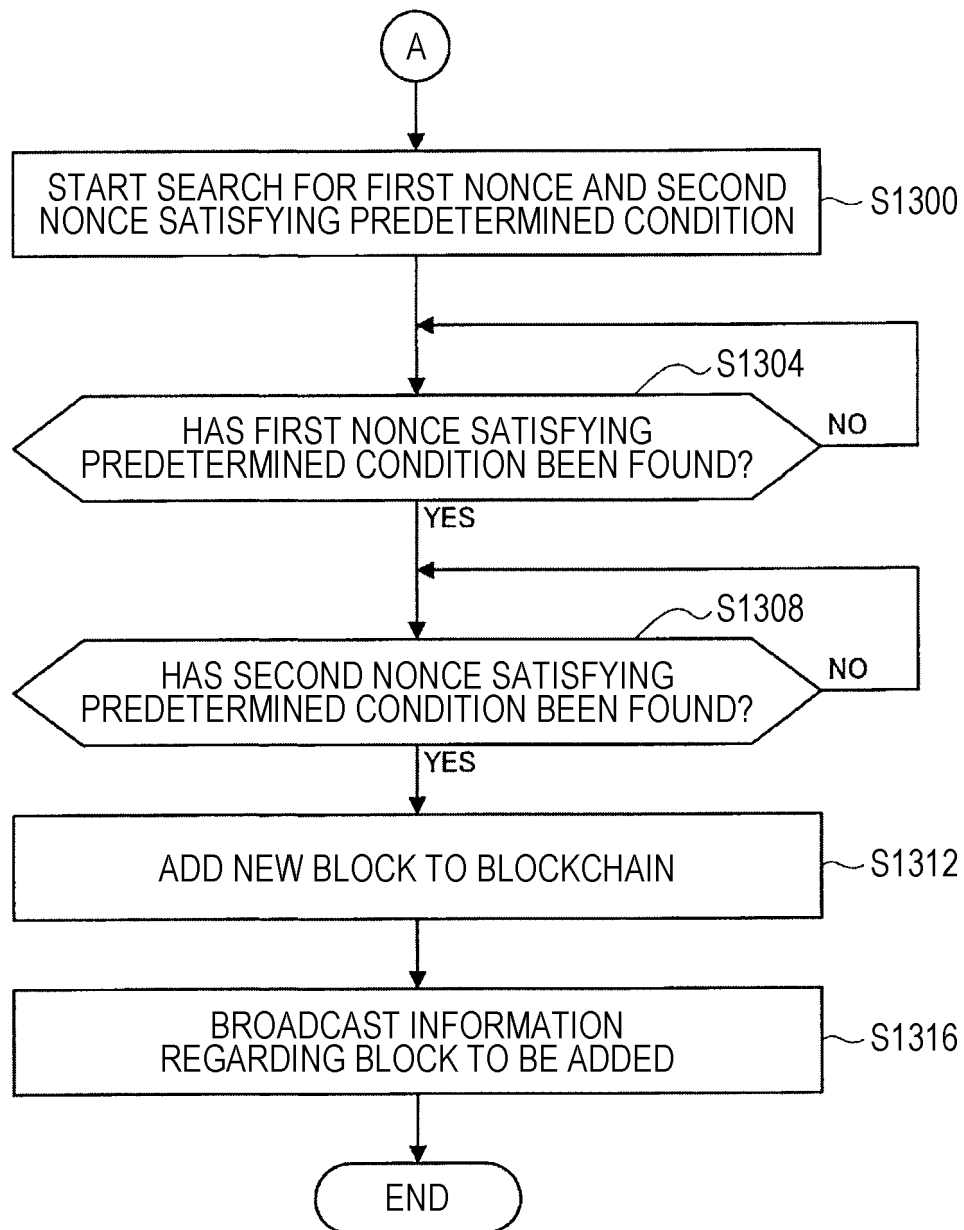 A
START SEARCH FOR FIRST NONCE AND SECOND
NONCE SATISFYING PREDETERMINED CONDITION
S1300
S1304
HAS FIRST NONCE SATISFYING
PREDETERMINED CONDITION BEEN FOUND?
NO
YES
S1308
HAS SECOND NONCE SATISFYING
PREDETERMINED CONDITION BEEN FOUND?
NO
YES
ADD NEW BLOCK TO BLOCKCHAIN
S1312
BROADCAST INFORMATION
REGARDING BLOCK TO BE ADDED
S1316
END